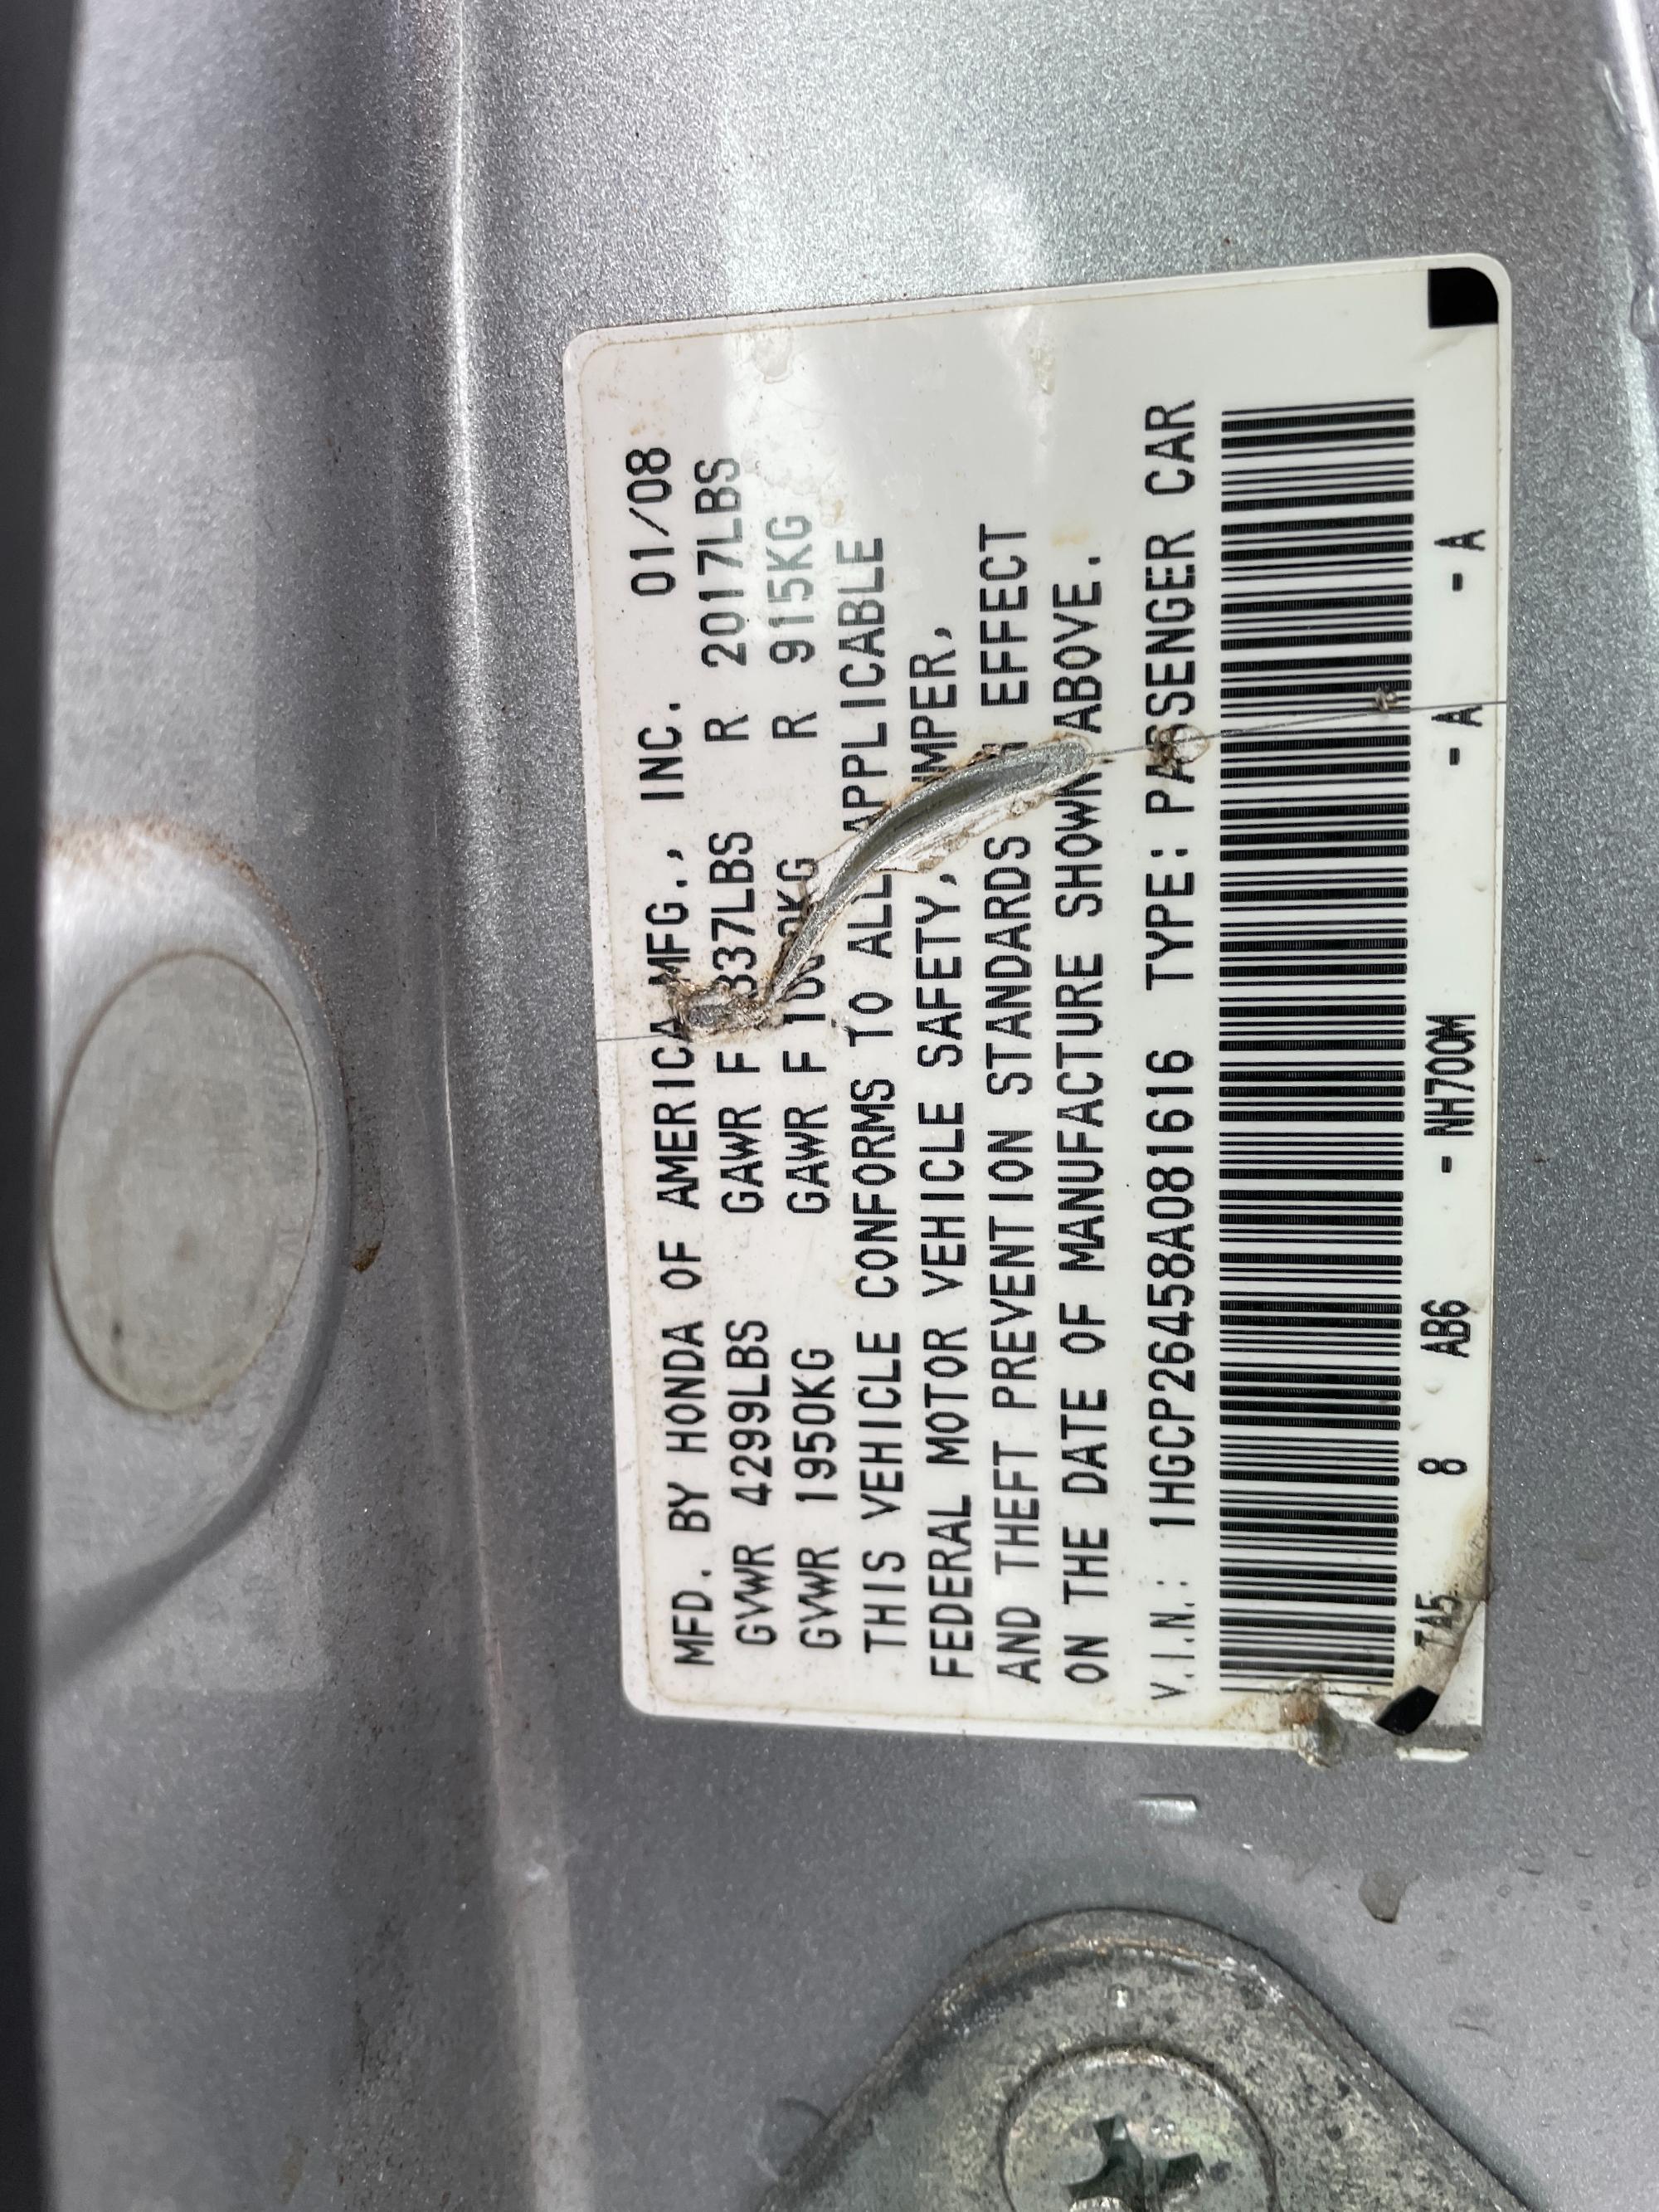 MFD. BY HONDA OF AMERICA MFG., INC. 01/08
GVWR 4299LBS GAWR F 337LBS R 2017LBS
GVWR 1950KG GAWR F R 915KG
THIS VEHICLE CONFORMS TO ALL APPLICABLE
FEDERAL MOTOR VEHICLE SAFETY, MPER,
AND THEFT PREVENTION STANDARDS EFFECT
ON THE DATE OF MANUFACTURE SHOWN ABOVE.
V.I.N.: 1HGCP26458A081616 TYPE: PASSENGER CAR
TA5 8 AB6 - NH700M - A - A